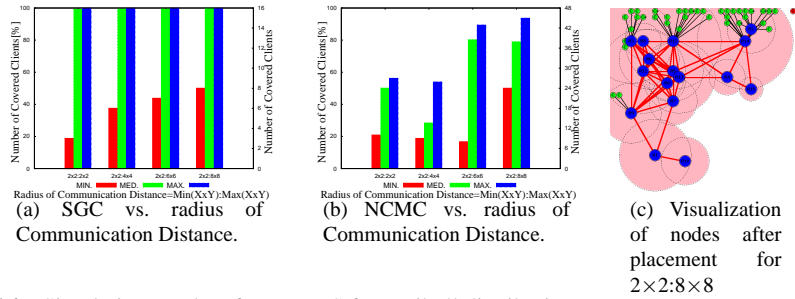 Number of Covered Clients [%]
100
80
60
40
20
0
16
14
12
10
8
6
4
2
0
Number of Covered Clients
2x2:2x2 2x2:4x4 2x2:6x6 2x2:8x8
MIN. MED. MAX.
Radius of Communication Distance=Min(XxY):Max(XxY)
(a) SGC vs. radius of
Communication Distance.
Number of Covered Clients [%]
100
80
60
40
20
0
48
42
36
30
24
18
12
6
0
Number of Covered Clients
2x2:2x2 2x2:4x4 2x2:6x6 2x2:8x8
MIN. MED. MAX.
Radius of Communication Distance=Min(XxY):Max(XxY)
(b) NCMC vs. radius of
Communication Distance.
(c) Visualization
of nodes after
placement for
2×2:8×8